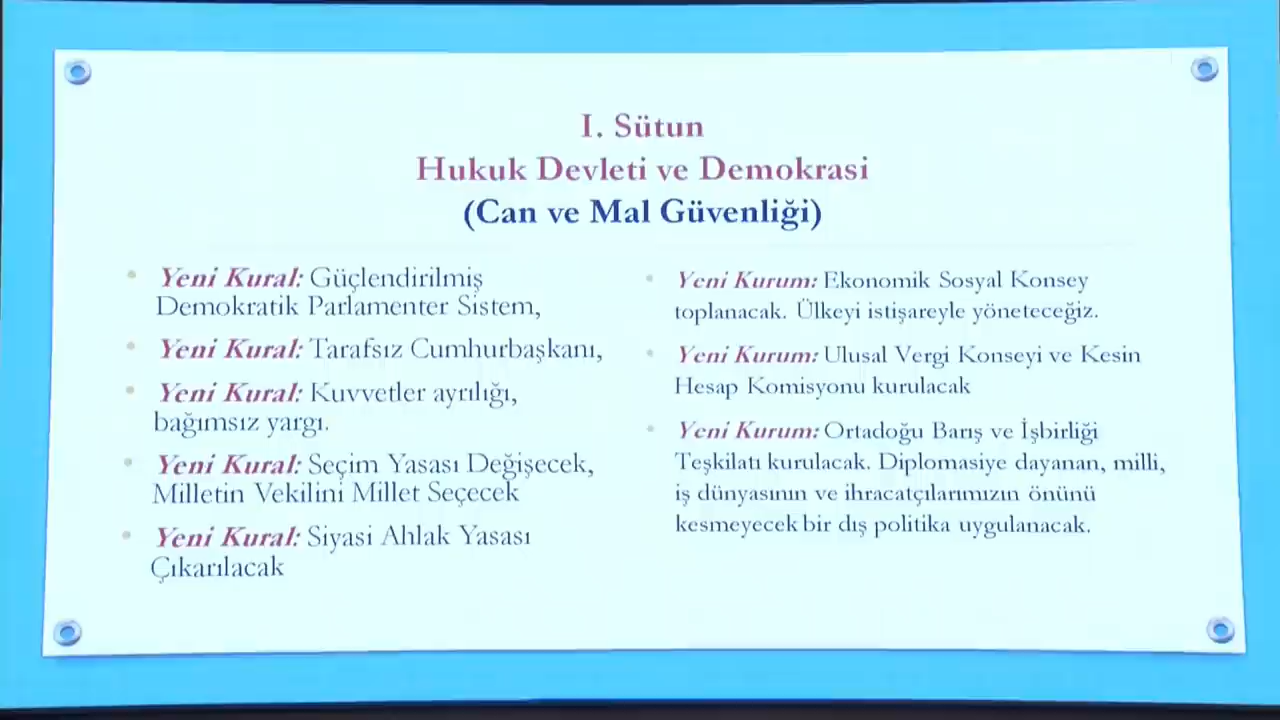 I. Sütun
Hukuk Devleti ve Demokrasi
(Can ve Mal Güvenliği)
• Yeni Kural: Güçlendirilmiş
Demokratik Parlamenter Sistem,
• Yeni Kural: Tarafsız Cumhurbaşkanı,
• Yeni Kural: Kuvvetler ayrılığı,
bağımsız yargı.
• Yeni Kural: Seçim Yasası Değişecek,
Milletin Vekilini Millet Seçecek
• Yeni Kural: Siyasi Ahlak Yasası
Çıkarılacak
• Yeni Kurum: Ekonomik Sosyal Konsey
toplanacak. Ülkeyi istişareyle yöneteceğiz.
• Yeni Kurum: Ulusal Vergi Konseyi ve Kesin
Hesap Komisyonu kurulacak
• Yeni Kurum: Ortadoğu Barış ve İşbirliği
Teşkilatı kurulacak. Diplomasiye dayanan, milli,
iş dünyasının ve ihracatçılarımızın önünü
kesmeyecek bir dış politika uygulanacak.